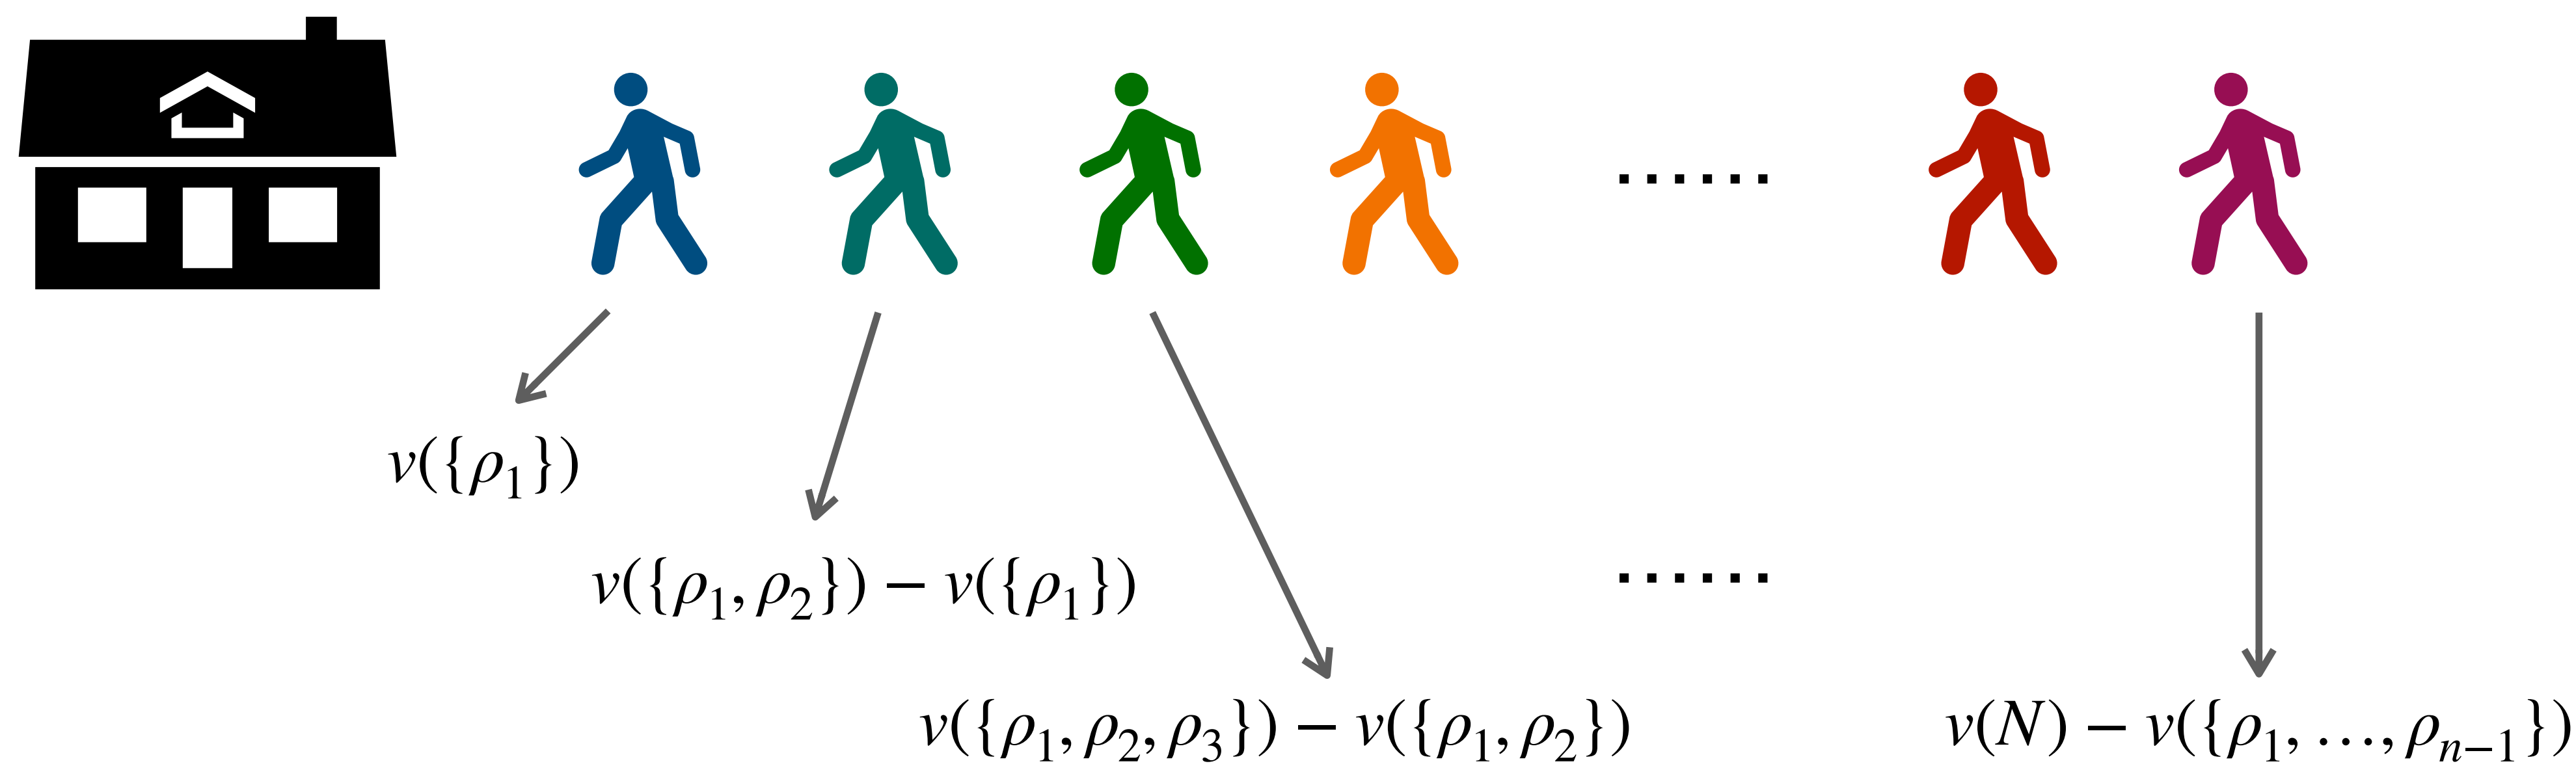 ......
v({ρ₁})
v({ρ₁, ρ₂}) − v({ρ₁})
......
v({ρ₁, ρ₂, ρ₃}) − v({ρ₁, ρ₂})
v(N) − v({ρ₁, …, ρₙ₋₁})